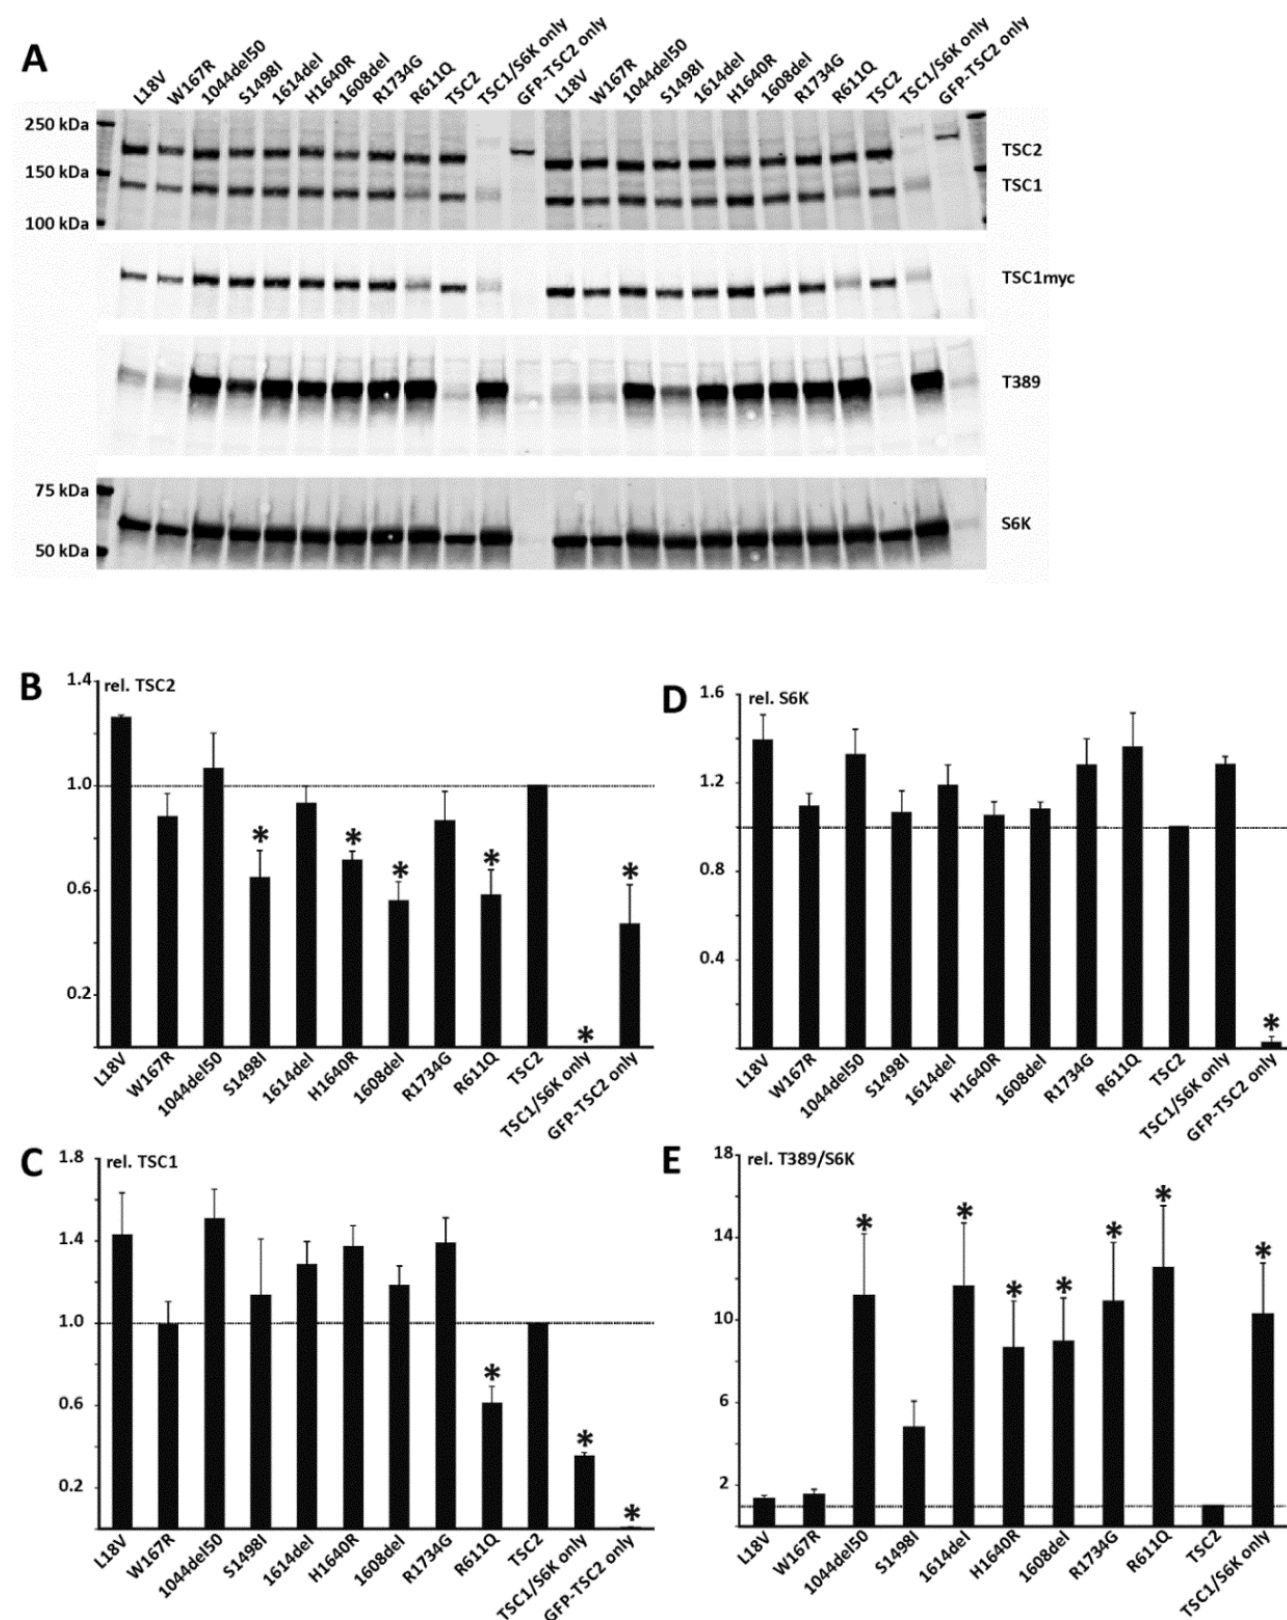 A
L18V W167R 1044del50 S1498I 1614del H1640R 1608del R1734G R611Q TSC2 TSC1/S6K only GFP-TSC2 only L18V W167R 1044del50 S1498I 1614del H1640R 1608del R1734G R611Q TSC2 TSC1/S6K only GFP-TSC2 only
250 kDa
TSC2
150 kDa
TSC1
100 kDa
TSC1myc
T389
75 kDa
S6K
50 kDa
B
1.4
rel. TSC2
1.0
* * * * * *
0.6
0.2
L18V W167R 1044del50 S1498I 1614del H1640R 1608del R1734G R611Q TSC2 TSC1/S6K only GFP-TSC2 only
D
1.6
rel. S6K
1.2
0.8
0.4
*
L18V W167R 1044del50 S1498I 1614del H1640R 1608del R1734G R611Q TSC2 TSC1/S6K only GFP-TSC2 only
C
1.8
rel. TSC1
1.4
1.0
0.6
0.2
* * *
L18V W167R 1044del50 S1498I 1614del H1640R 1608del R1734G R611Q TSC2 TSC1/S6K only GFP-TSC2 only
E
18
rel. T389/S6K
14
10
6
2
* * * * * * *
L18V W167R 1044del50 S1498I 1614del H1640R 1608del R1734G R611Q TSC2 TSC1/S6K only